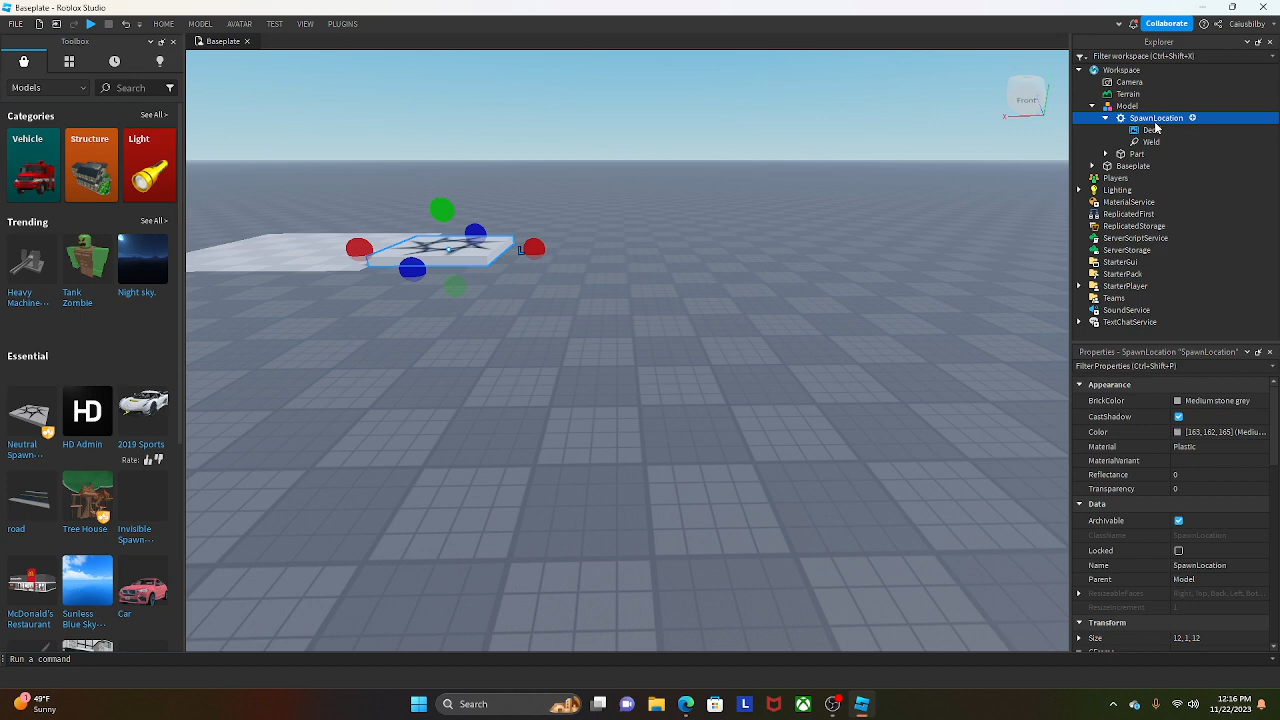 Baseplate - Roblox Studio
FILE HOME MODEL AVATAR TEST VIEW PLUGINS Collaborate Caiusblby
Toolbox
Models Search
Categories See All >
Vehicle Structure Light
Trending See All >
Heavy Machine... Tank Zombie Night sky.
Essential See All >
Neutral Spawn... HD Admin 2019 Sports
Rate:
road Tree House Invisible Spawn...
McDonald's Restaurant Sunless Blue Sky... Car
Baseplate
Front
X
L
Explorer
Filter workspace (Ctrl+Shift+X)
Workspace
Camera
Terrain
Model
SpawnLocation
Weld
Part
Baseplate
Players
Lighting
MaterialService
ReplicatedFirst
ReplicatedStorage
ServerScriptService
ServerStorage
StarterGui
StarterPack
StarterPlayer
Teams
SoundService
TextChatService
Properties - SpawnLocation "SpawnLocation"
Filter Properties (Ctrl+Shift+P)
Appearance
BrickColor Medium stone grey
CastShadow
Color [163, 162, 165] (Mediu...
Material Plastic
MaterialVariant
Reflectance 0
Transparency 0
Data
Archivable
ClassName SpawnLocation
Locked
Name SpawnLocation
Parent Model
ResizeableFaces Right, Top, Back, Left, Bot...
ResizeIncrement 1
Transform
Size 12, 1, 12
Run a command
1
49°F
Sunny
Search
HD
L
12:16 PM
11/22/2023